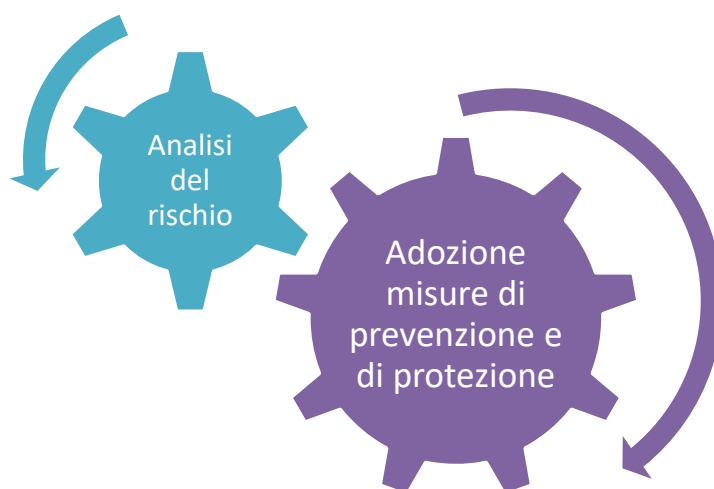 Analisi
del
rischio
Adozione
misure di
prevenzione e
di protezione